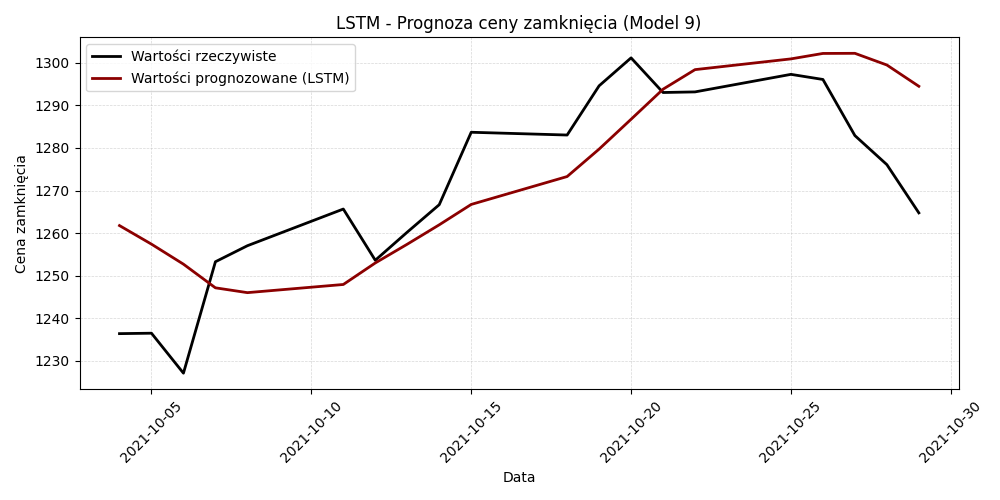 LSTM - Prognoza ceny zamknięcia (Model 9)
Wartości rzeczywiste
Wartości prognozowane (LSTM)
Cena zamknięcia
1300
1290
1280
1270
1260
1250
1240
1230
2021-10-05
2021-10-10
2021-10-15
2021-10-20
2021-10-25
2021-10-30
Data